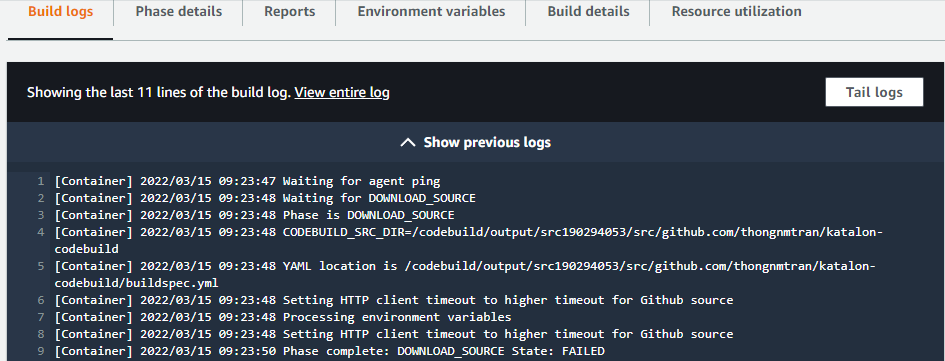 Build logs Phase details Reports Environment variables Build details Resource utilization
Showing the last 11 lines of the build log. View entire log Tail logs
Show previous logs
1 [Container] 2022/03/15 09:23:47 Waiting for agent ping
2 [Container] 2022/03/15 09:23:48 Waiting for DOWNLOAD_SOURCE
3 [Container] 2022/03/15 09:23:48 Phase is DOWNLOAD_SOURCE
4 [Container] 2022/03/15 09:23:48 CODEBUILD_SRC_DIR=/codebuild/output/src190294053/src/github.com/thongnmtran/katalon-
codebuild
5 [Container] 2022/03/15 09:23:48 YAML location is /codebuild/output/src190294053/src/github.com/thongnmtran/katalon-
codebuild/buildspec.yml
6 [Container] 2022/03/15 09:23:48 Setting HTTP client timeout to higher timeout for Github source
7 [Container] 2022/03/15 09:23:48 Processing environment variables
8 [Container] 2022/03/15 09:23:48 Setting HTTP client timeout to higher timeout for Github source
9 [Container] 2022/03/15 09:23:50 Phase complete: DOWNLOAD_SOURCE State: FAILED